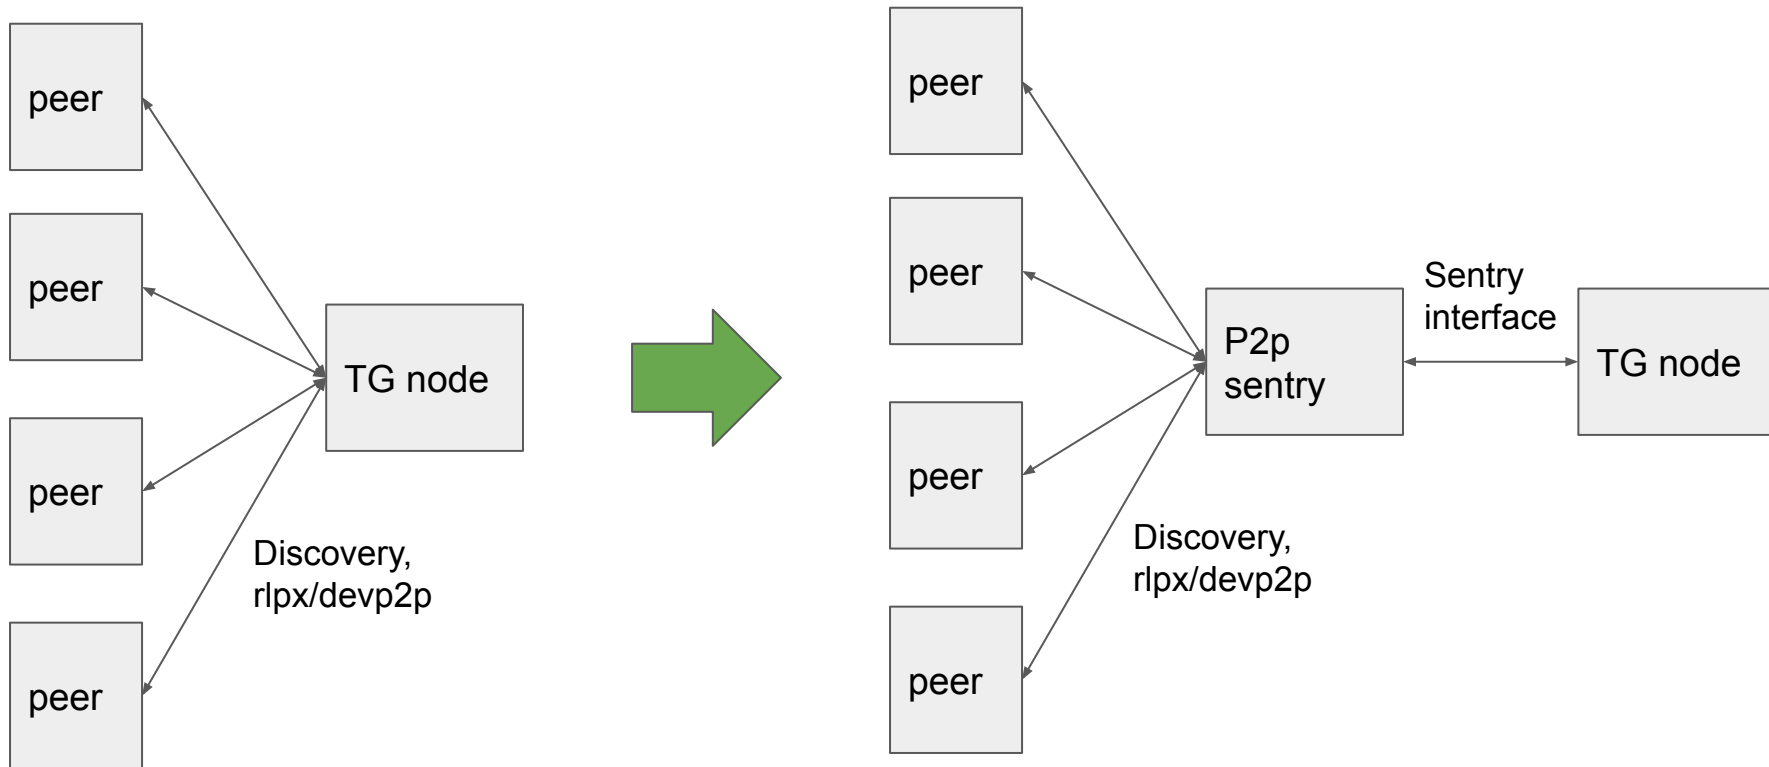 peer
peer
peer
peer
TG node
Discovery,
rlpx/devp2p
peer
peer
peer
peer
P2p
sentry
Sentry
interface
TG node
Discovery,
rlpx/devp2p